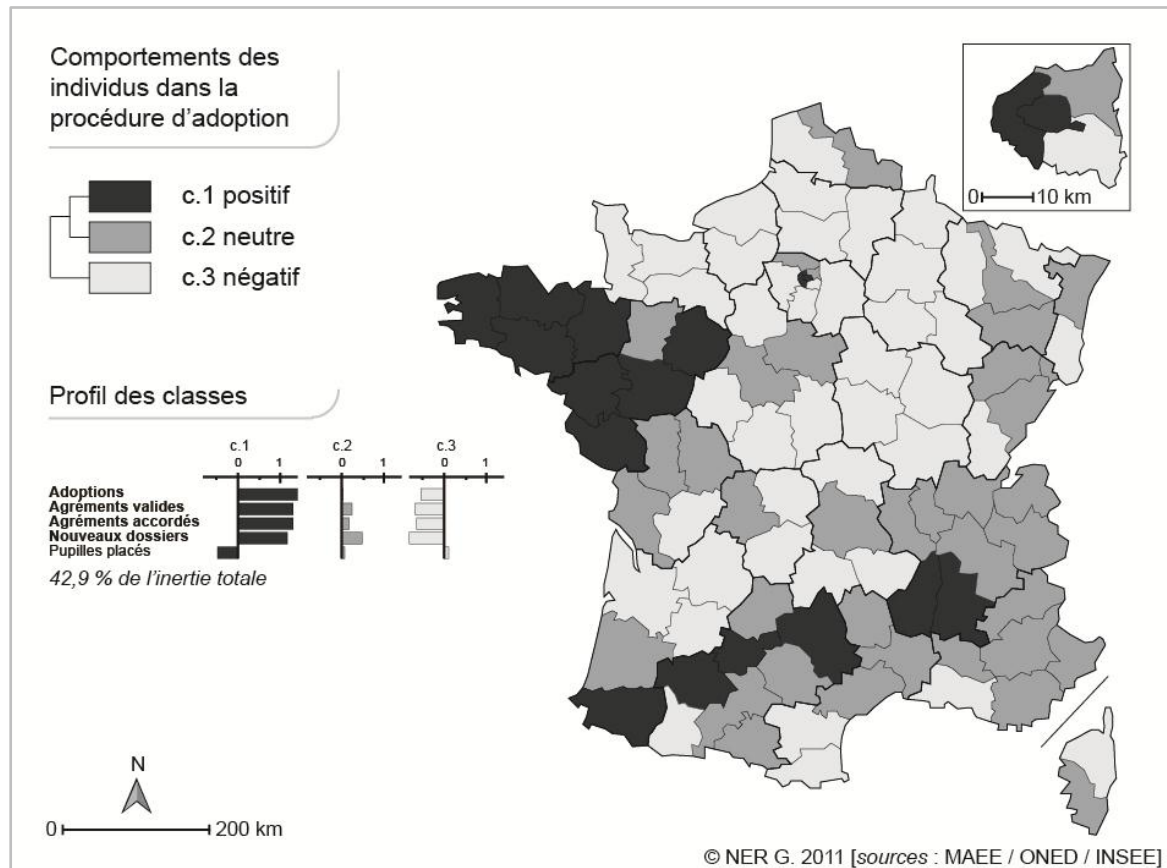 Comportements des
individus dans la
procédure d'adoption
c.1 positif
c.2 neutre
c.3 négatif
0 10 km
Profil des classes
c.1 c.2 c.3
0 1 0 1 0 1
Adoptions
Agréments valides
Agréments accordés
Nouveaux dossiers
Pupilles placés
42,9 % de l'inertie totale
N
0 200 km
© NER G. 2011 [sources : MAEE / ONED / INSEE]